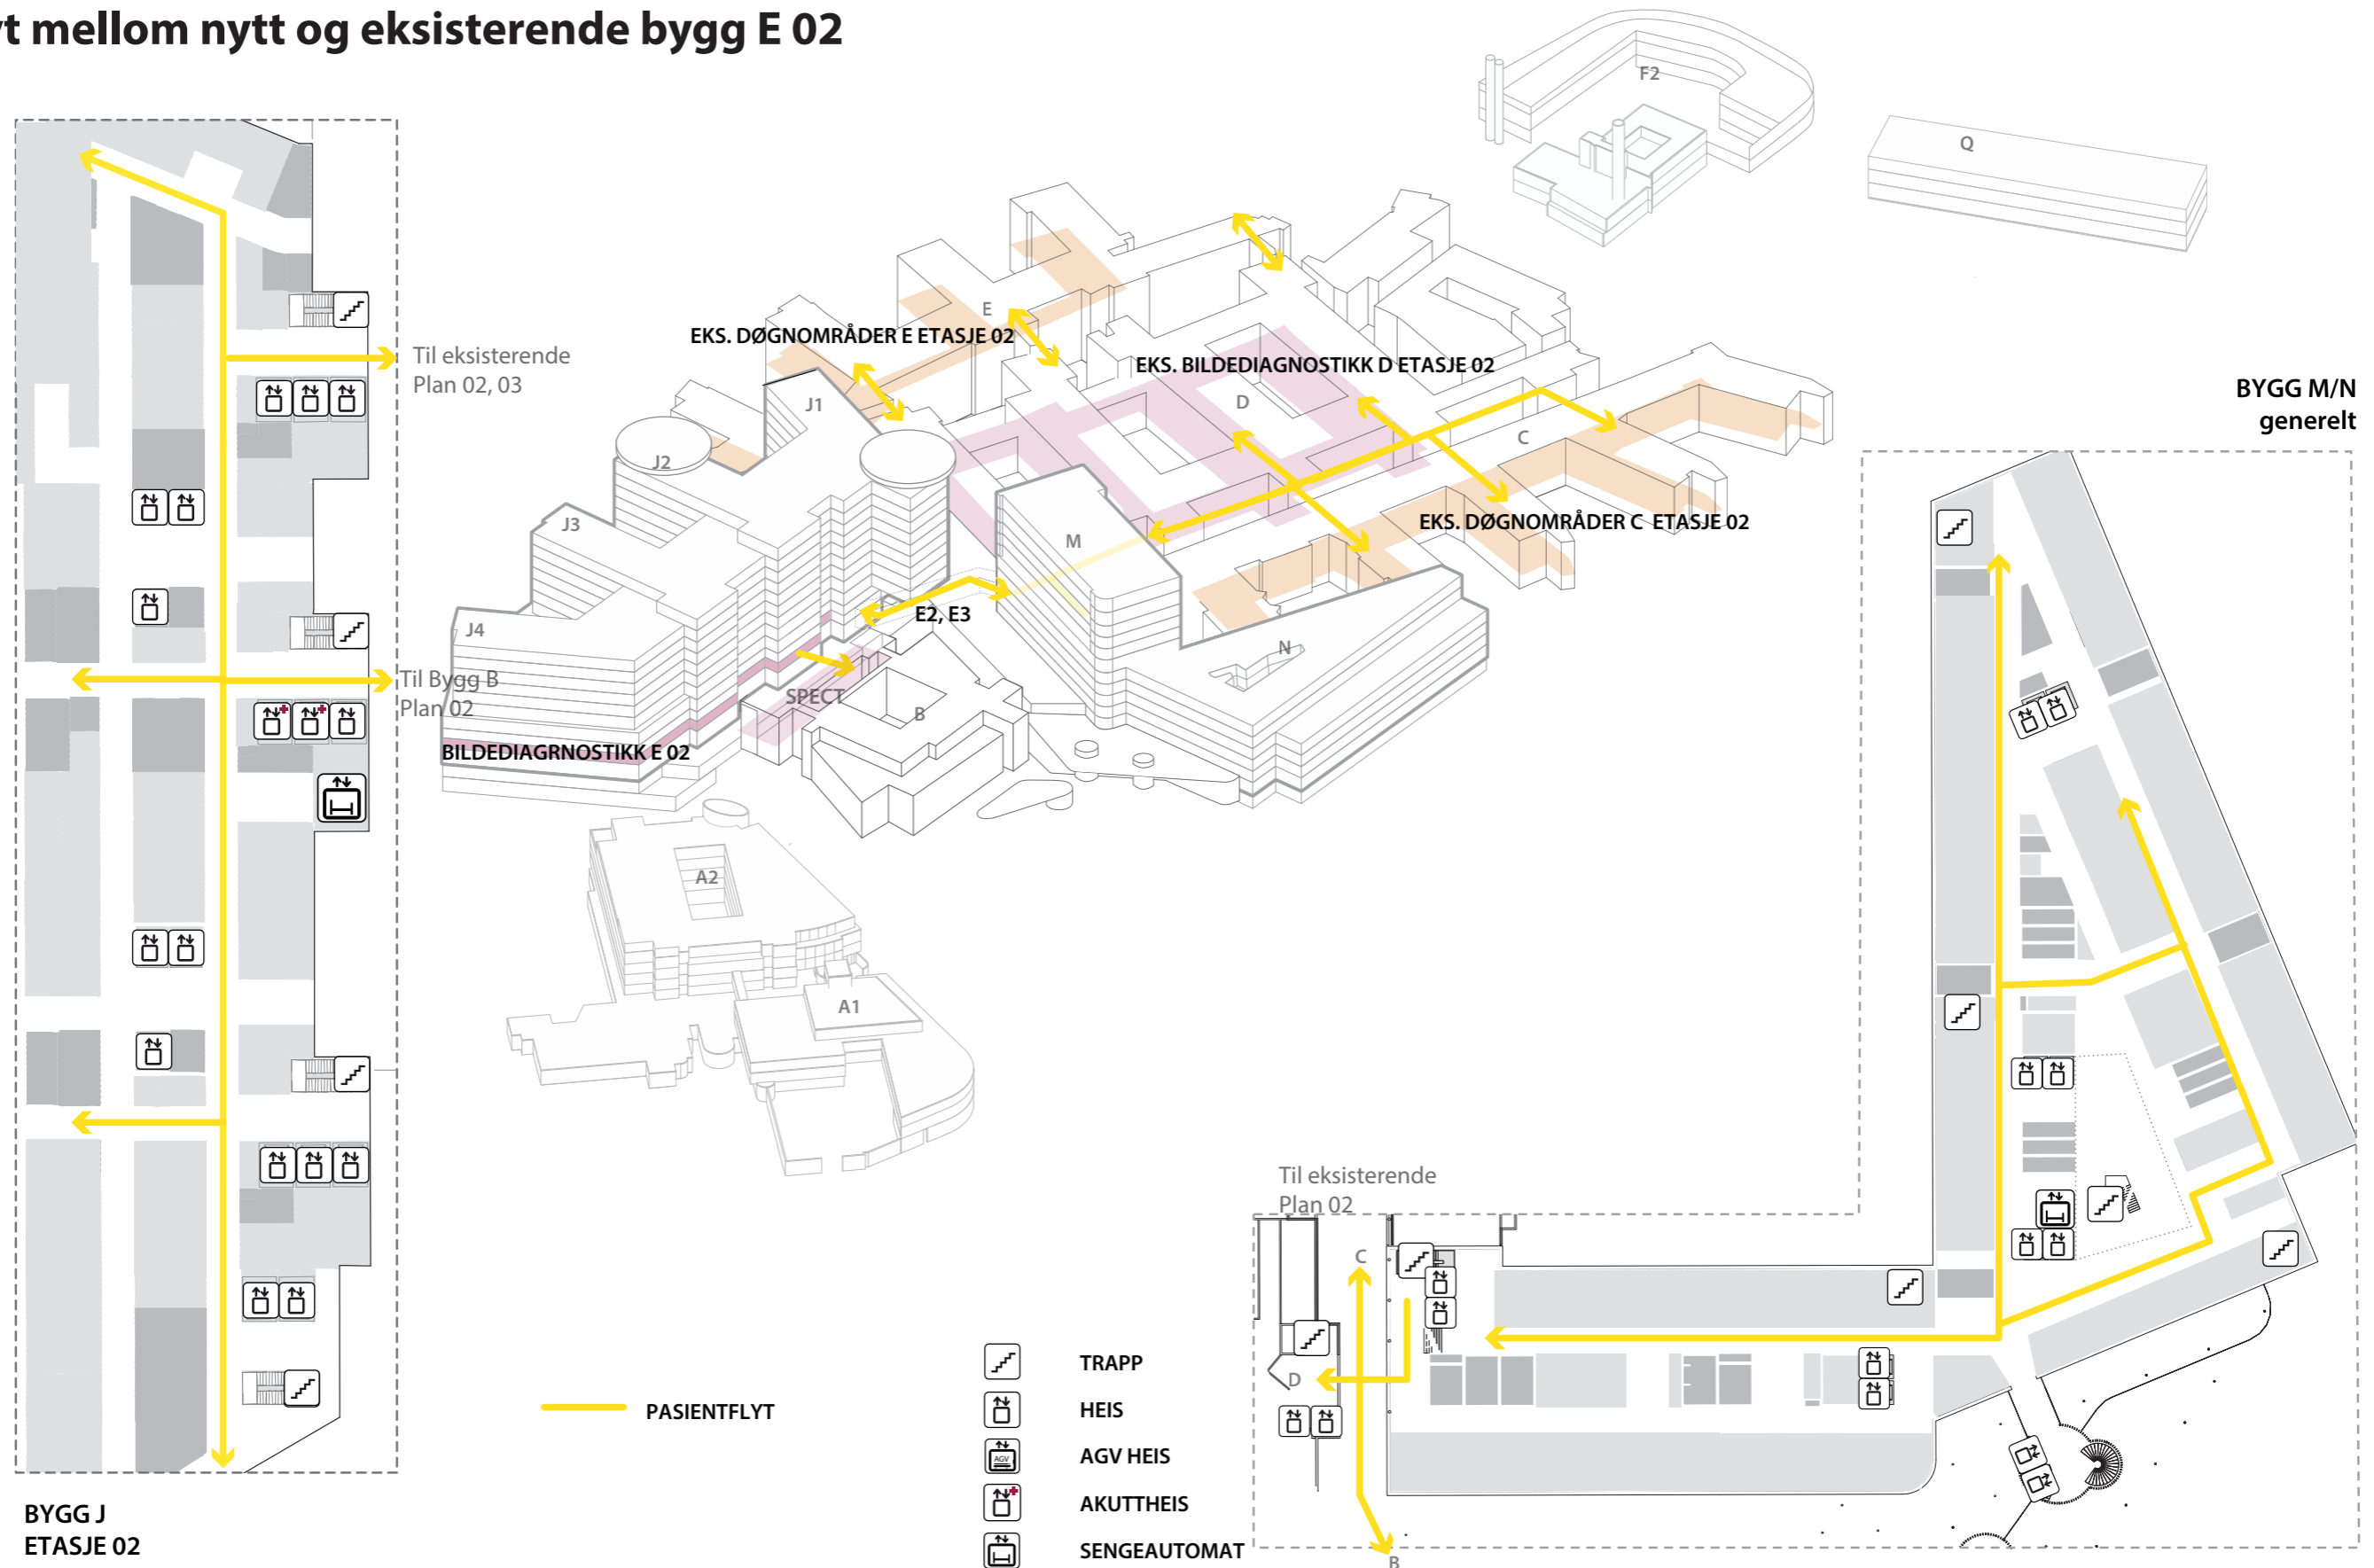 t mellom nytt og eksisterende bygg E 02
F2
Q
E
EKS. DØGNOMRÅDER E ETASJE 02
Til eksisterende
Plan 02, 03
EKS. BILDEDIAGNOSTIKK D ETASJE 02
J1
D
C
BYGG M/N
generelt
J2
J3
M
EKS. DØGNOMRÅDER C ETASJE 02
E2, E3
J4
N
Til Bygg B
Plan 02
SPECT
B
BILDEDIAGRNOSTIKK E 02
A2
A1
Til eksisterende
Plan 02
C
D
B
PASIENTFLYT
TRAPP
HEIS
AGV
AGV HEIS
AKUTTHEIS
SENGEAUTOMAT
BYGG J
ETASJE 02